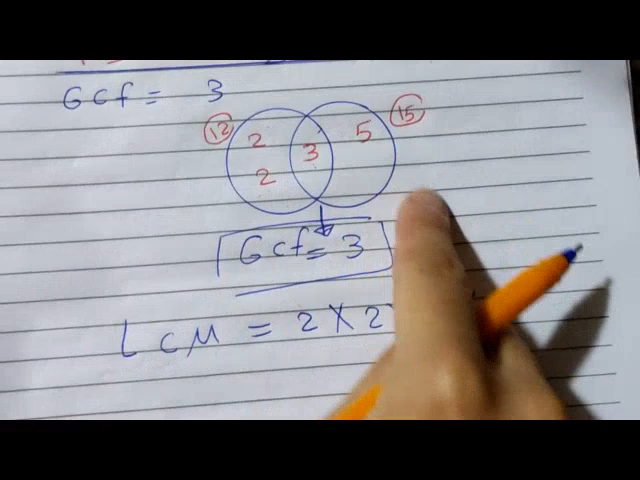 GCf = 3
12 2 3 5 15
2
GCf = 3
LCM = 2 X 2